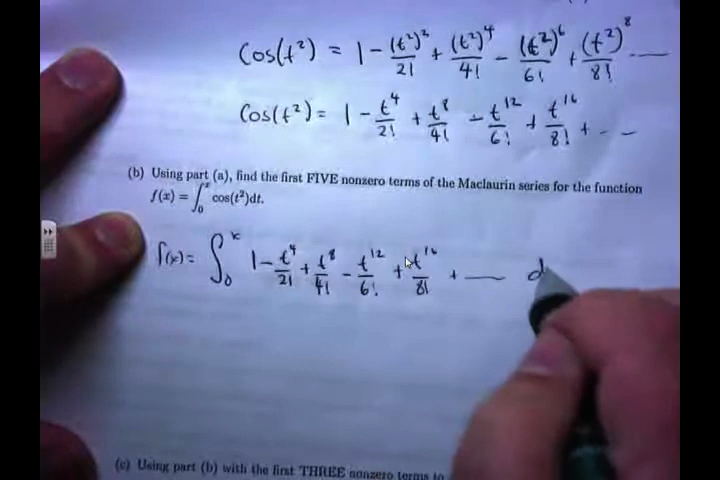 Cos(t²) = 1 - (t²)²/2! + (t²)⁴/4! - (t²)⁶/6! + (t²)⁸/8! ----
Cos(t²) = 1 - t⁴/2! + t⁸/4! - t¹²/6! + t¹⁶/8! + - -
(b) Using part (a), find the first FIVE nonzero terms of the Maclaurin series for the function
f(x) = ∫₀ˣ cos(t²)dt.
f(x) = ∫₀ˣ 1 - t⁴/2! + t⁸/4! - t¹²/6! + t¹⁶/8! + --- d
(c) Using part (b) with the first THREE nonzero terms to